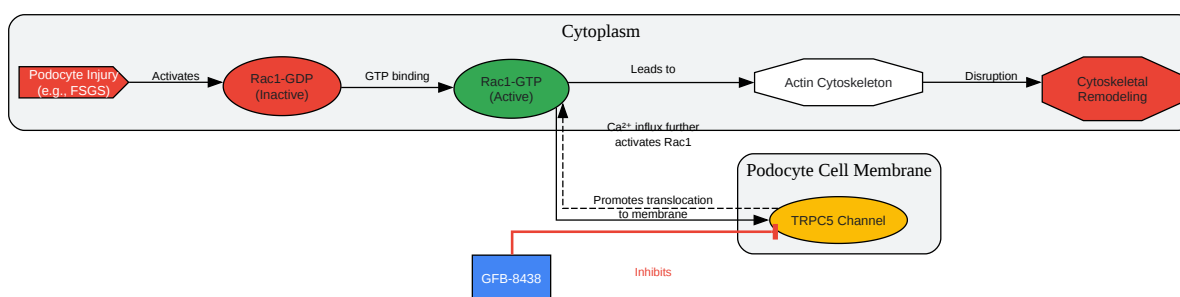 Cytoplasm
Podocyte Injury
(e.g., FSGS)
Activates
Rac1-GDP
(Inactive)
GTP binding
Rac1-GTP
(Active)
Leads to
Actin Cytoskeleton
Disruption
Cytoskeletal
Remodeling
Ca²⁺ influx further
activates Rac1
Podocyte Cell Membrane
Promotes translocation
to membrane
TRPC5 Channel
GFB-8438
Inhibits